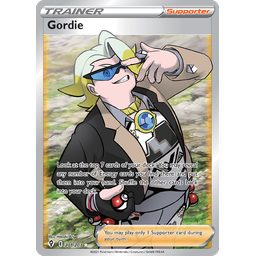 TRAINER
Supporter
Gordie
Look at the top 7 cards of your deck. You may reveal
any number of Energy cards you find there and put
them into your hand. Shuffle the other cards back
into your deck.
You may play only 1 Supporter card during
your turn.